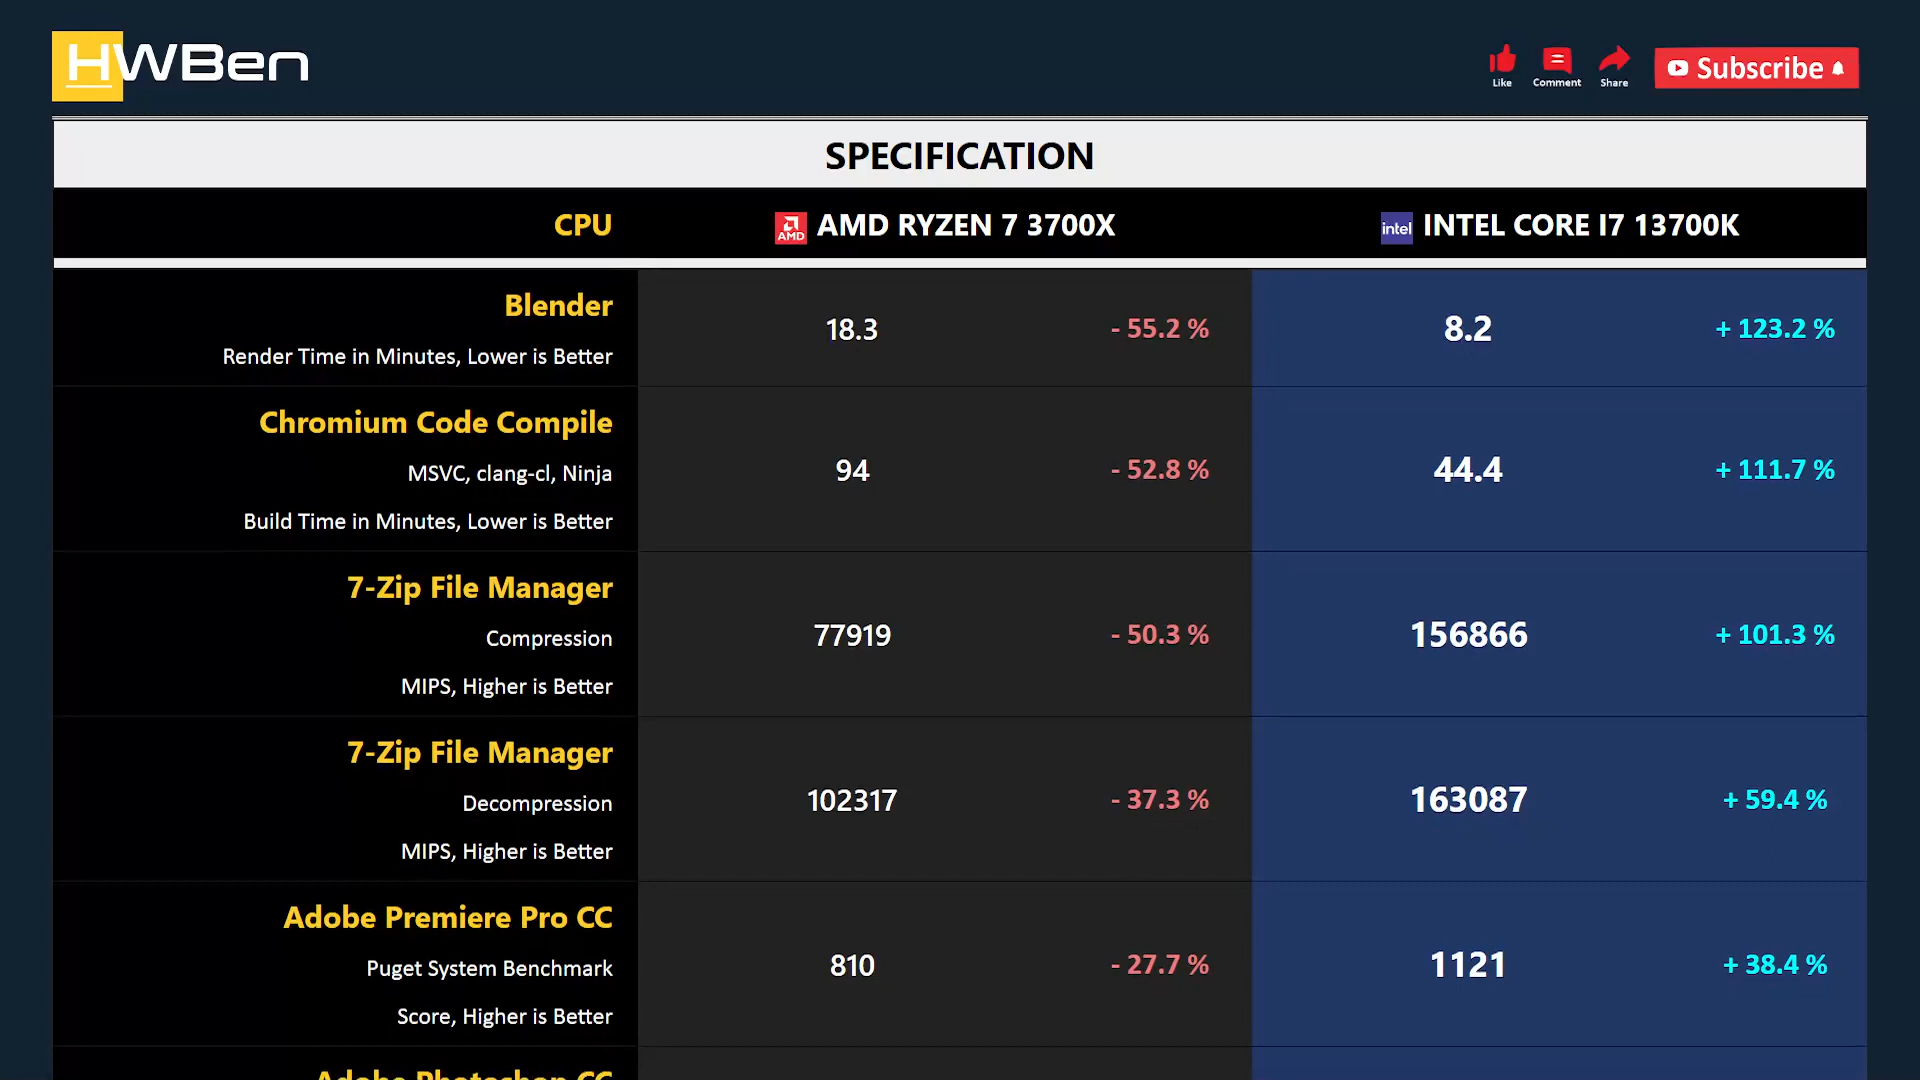 HWBen
Like
Comment
Share
Subscribe
SPECIFICATION
CPU
AMD
AMD RYZEN 7 3700X
intel
INTEL CORE I7 13700K
Blender
Render Time in Minutes, Lower is Better
18.3
- 55.2 %
8.2
+ 123.2 %
Chromium Code Compile
MSVC, clang-cl, Ninja
Build Time in Minutes, Lower is Better
94
- 52.8 %
44.4
+ 111.7 %
7-Zip File Manager
Compression
MIPS, Higher is Better
77919
- 50.3 %
156866
+ 101.3 %
7-Zip File Manager
Decompression
MIPS, Higher is Better
102317
- 37.3 %
163087
+ 59.4 %
Adobe Premiere Pro CC
Puget System Benchmark
Score, Higher is Better
810
- 27.7 %
1121
+ 38.4 %
Adobe Photoshop CC